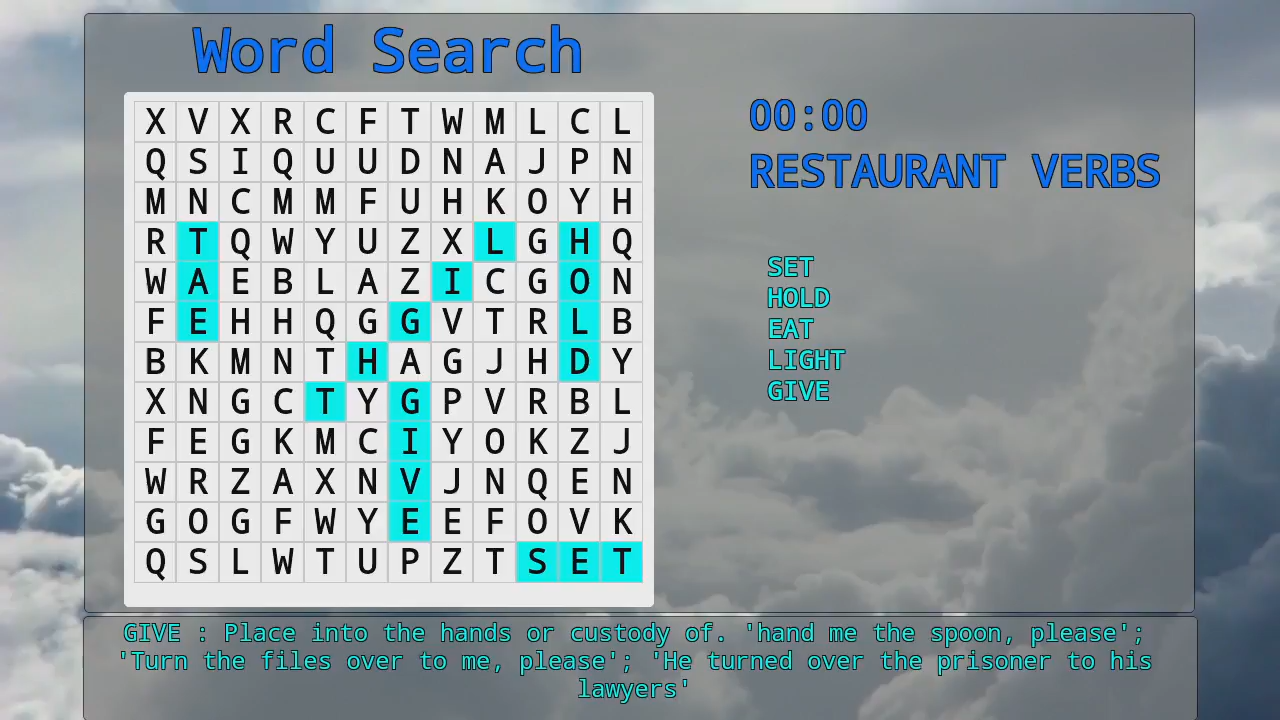 Word Search
X V X R C F T W M L C L
Q S I Q U U D N A J P N
M N C M M F U H K O Y H
R T Q W Y U Z X L G H Q
W A E B L A Z I C G O N
F E H H Q G G V T R L B
B K M N T H A G J H D Y
X N G C T Y G P V R B L
F E G K M C I Y O K Z J
W R Z A X N V J N Q E N
G O G F W Y E E F O V K
Q S L W T U P Z T S E T
00:00
RESTAURANT VERBS
SET
HOLD
EAT
LIGHT
GIVE
GIVE : Place into the hands or custody of. 'hand me the spoon, please';
'Turn the files over to me, please'; 'He turned over the prisoner to his
lawyers'